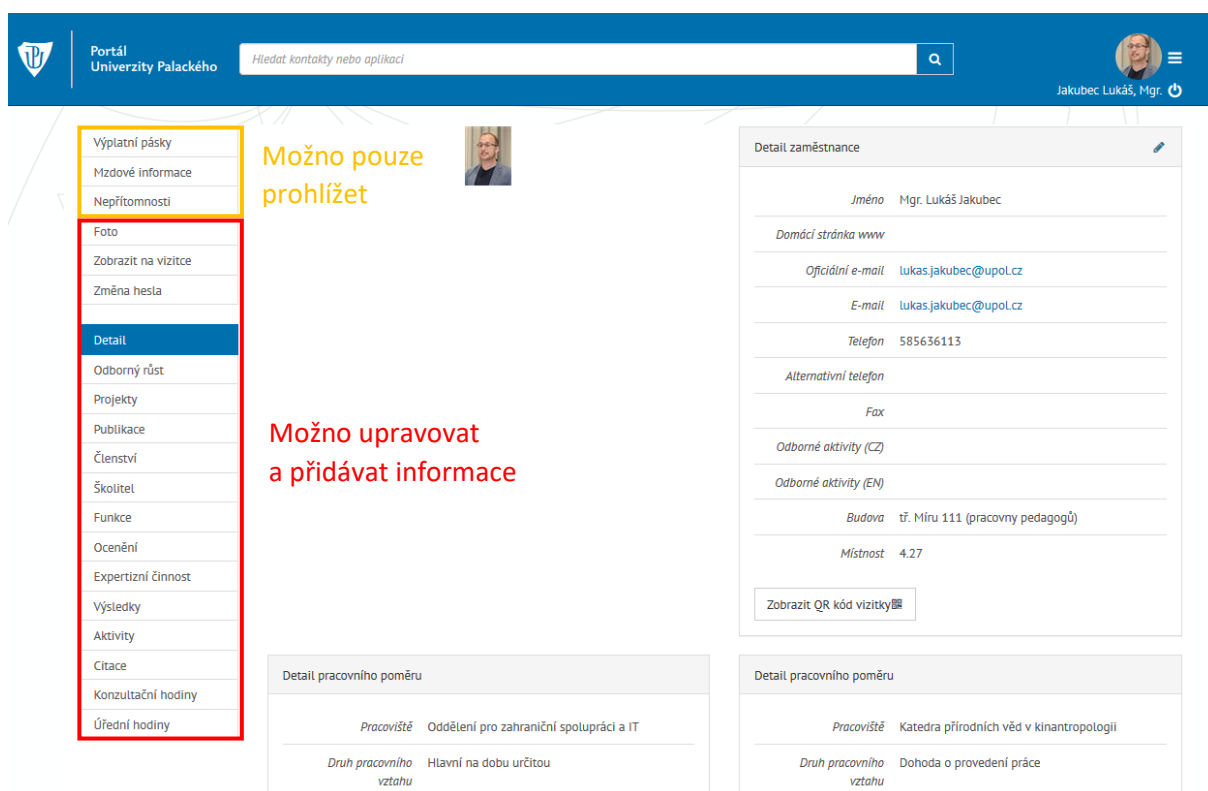 Portál
Univerzity Palackého
Hledat kontakty nebo aplikaci
Jakubec Lukáš, Mgr.
Výplatní pásky
Mzdové informace
Nepřítomnosti
Foto
Zobrazit na vizitce
Změna hesla
Detail
Odborný růst
Projekty
Publikace
Členství
Školitel
Funkce
Ocenění
Expertizní činnost
Výsledky
Aktivity
Citace
Konzultační hodiny
Úřední hodiny
Možno pouze
prohlížet
Možno upravovat
a přidávat informace
Detail zaměstnance
Jméno Mgr. Lukáš Jakubec
Domácí stránka www
Oficiální e-mail lukas.jakubec@upol.cz
E-mail lukas.jakubec@upol.cz
Telefon 585636113
Alternativní telefon
Fax
Odborné aktivity (CZ)
Odborné aktivity (EN)
Budova tř. Míru 111 (pracovny pedagogů)
Místnost 4.27
Zobrazit QR kód vizitky
Detail pracovního poměru
Pracoviště Oddělení pro zahraniční spolupráci a IT
Druh pracovního Hlavní na dobu určitou
vztahu
Detail pracovního poměru
Pracoviště Katedra přírodních věd v kinantropologii
Druh pracovního Dohoda o provedení práce
vztahu